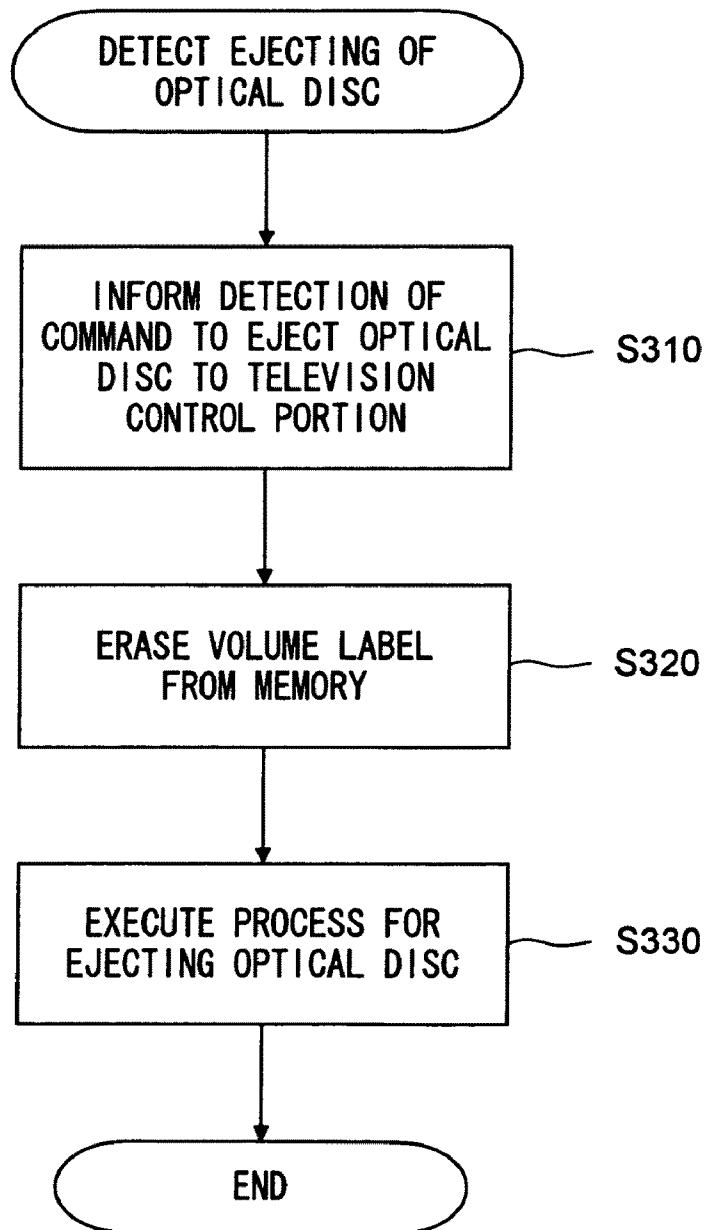 DETECT EJECTING OF
OPTICAL DISC
INFORM DETECTION OF
COMMAND TO EJECT OPTICAL
DISC TO TELEVISION
CONTROL PORTION
S310
ERASE VOLUME LABEL
FROM MEMORY
S320
EXECUTE PROCESS FOR
EJECTING OPTICAL DISC
S330
END